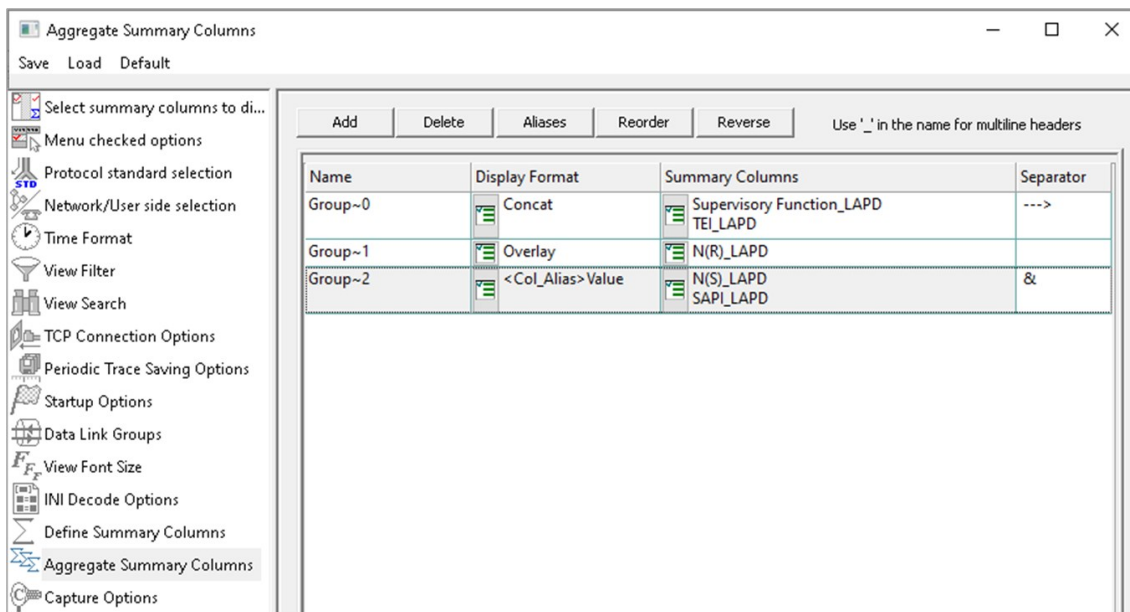 Aggregate Summary Columns
Save Load Default
Select summary columns to di...
Menu checked options
Protocol standard selection
Network/User side selection
Time Format
View Filter
View Search
TCP Connection Options
Periodic Trace Saving Options
Startup Options
Data Link Groups
View Font Size
INI Decode Options
Define Summary Columns
Aggregate Summary Columns
Capture Options
Add Delete Aliases Reorder Reverse Use '_' in the name for multiline headers
Name Display Format Summary Columns Separator
Group~0 Concat Supervisory Function_LAPD --->
TEI_LAPD
Group~1 Overlay N(R)_LAPD
Group~2 <Col_Alias>Value N(S)_LAPD &
SAPI_LAPD